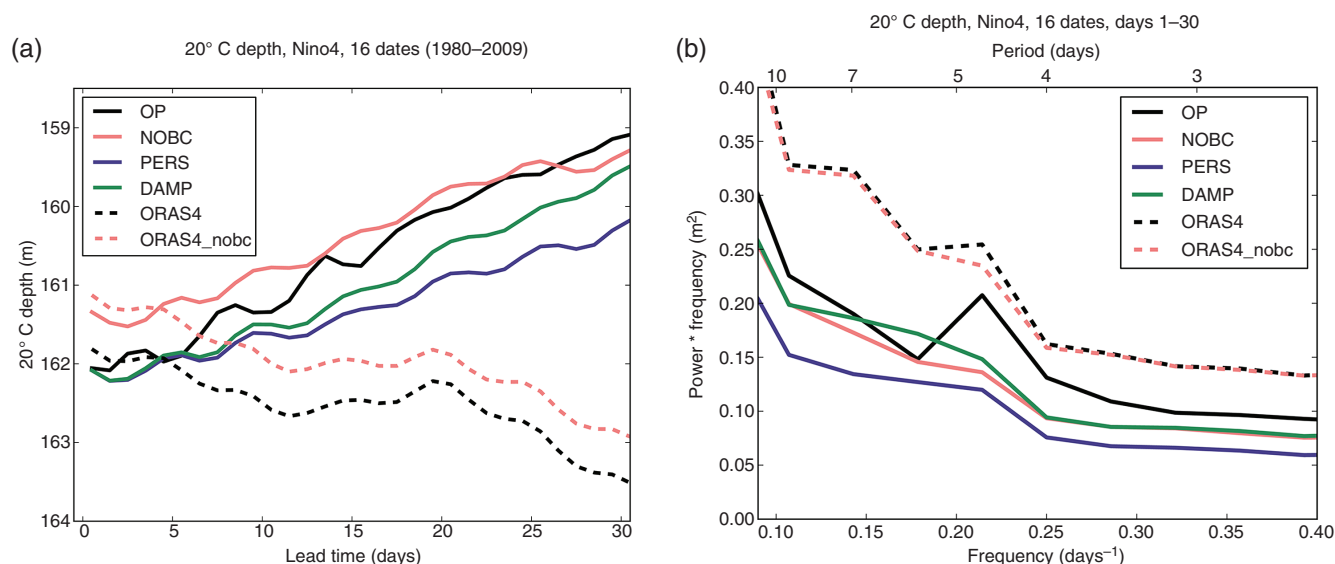 (a)
20° C depth, Nino4, 16 dates (1980–2009)
OP
NOBC
PERS
DAMP
ORAS4
ORAS4_nobc
20° C depth (m)
159
160
161
162
163
164
0 5 10 15 20 25 30
Lead time (days)
(b)
20° C depth, Nino4, 16 dates, days 1–30
Period (days)
10 7 5 4 3
OP
NOBC
PERS
DAMP
ORAS4
ORAS4_nobc
Power * frequency (m²)
0.40
0.35
0.30
0.25
0.20
0.15
0.10
0.05
0.00
0.10 0.15 0.20 0.25 0.30 0.35 0.40
Frequency (days⁻¹)